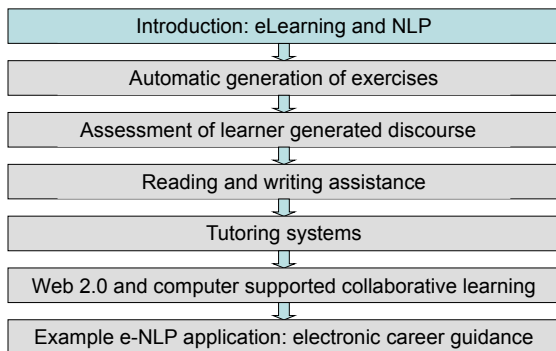 Introduction: eLearning and NLP
Automatic generation of exercises
Assessment of learner generated discourse
Reading and writing assistance
Tutoring systems
Web 2.0 and computer supported collaborative learning
Example e-NLP application: electronic career guidance